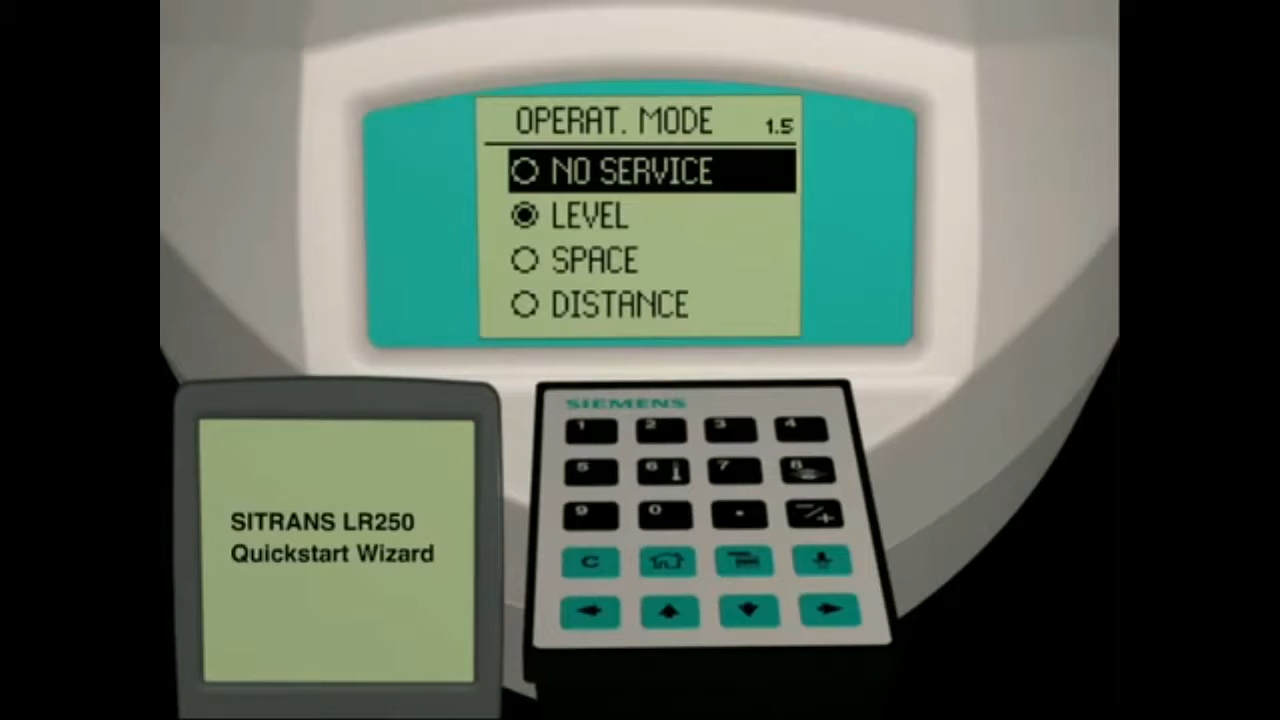 OPERAT. MODE 1.5
NO SERVICE
LEVEL
SPACE
DISTANCE
SITRANS LR250
Quickstart Wizard
SIEMENS
1 2 3 4
5 6 7 8
9 0 . −/+
C